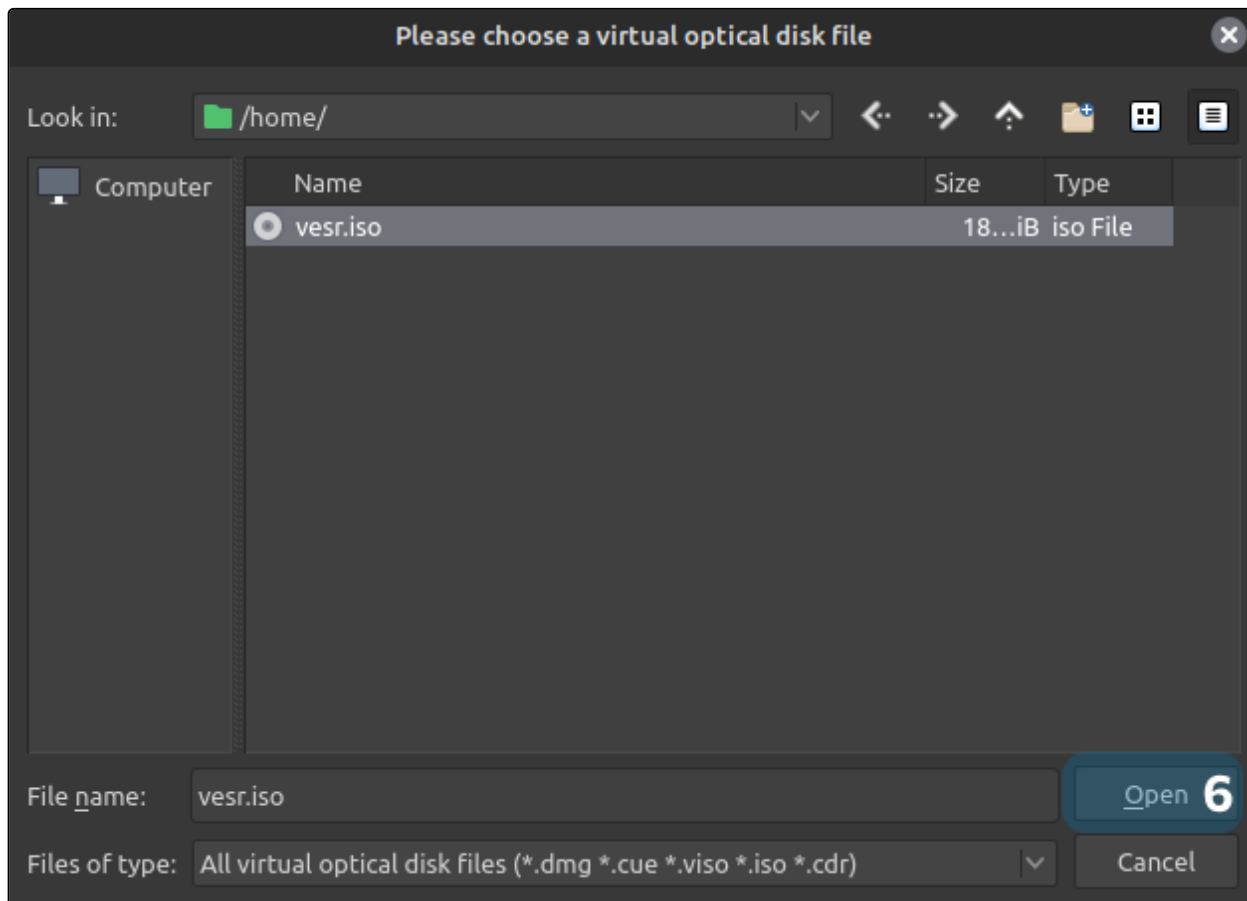 Please choose a virtual optical disk file
Look in: /home/
Computer
Name Size Type
vesr.iso 18...iB iso File
File name: vesr.iso Open 6
Files of type: All virtual optical disk files (*.dmg *.cue *.viso *.iso *.cdr) Cancel